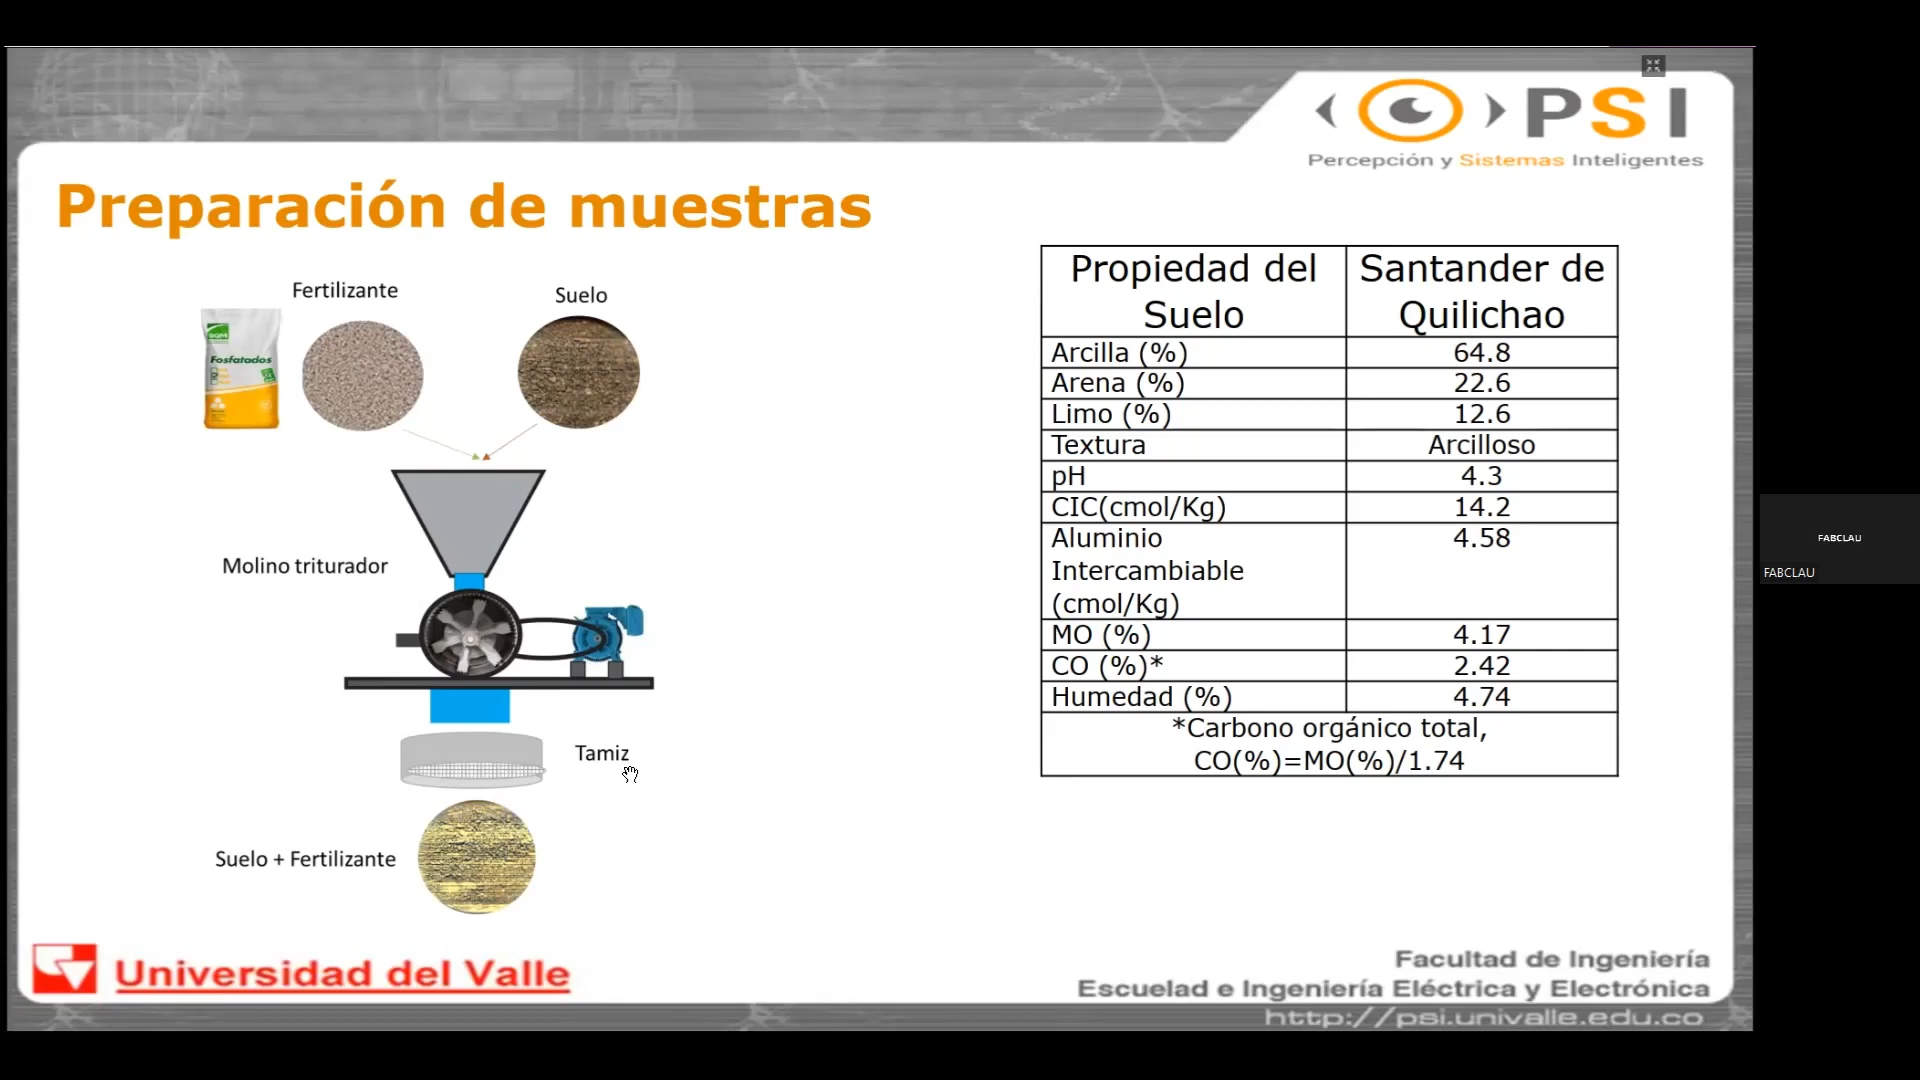 PSI
Percepción y Sistemas Inteligentes
Preparación de muestras
Fertilizante
Suelo
Fosfatados
Molino triturador
Tamiz
Suelo + Fertilizante
Propiedad del Suelo Santander de Quilichao
Arcilla (%) 64.8
Arena (%) 22.6
Limo (%) 12.6
Textura Arcilloso
pH 4.3
CIC(cmol/Kg) 14.2
Aluminio Intercambiable (cmol/Kg) 4.58
MO (%) 4.17
CO (%)* 2.42
Humedad (%) 4.74
*Carbono orgánico total,
CO(%)=MO(%)/1.74
FABCLAU
FABCLAU
Universidad del Valle
Facultad de Ingeniería
Escuelad e Ingeniería Eléctrica y Electrónica
http://psi.univalle.edu.co